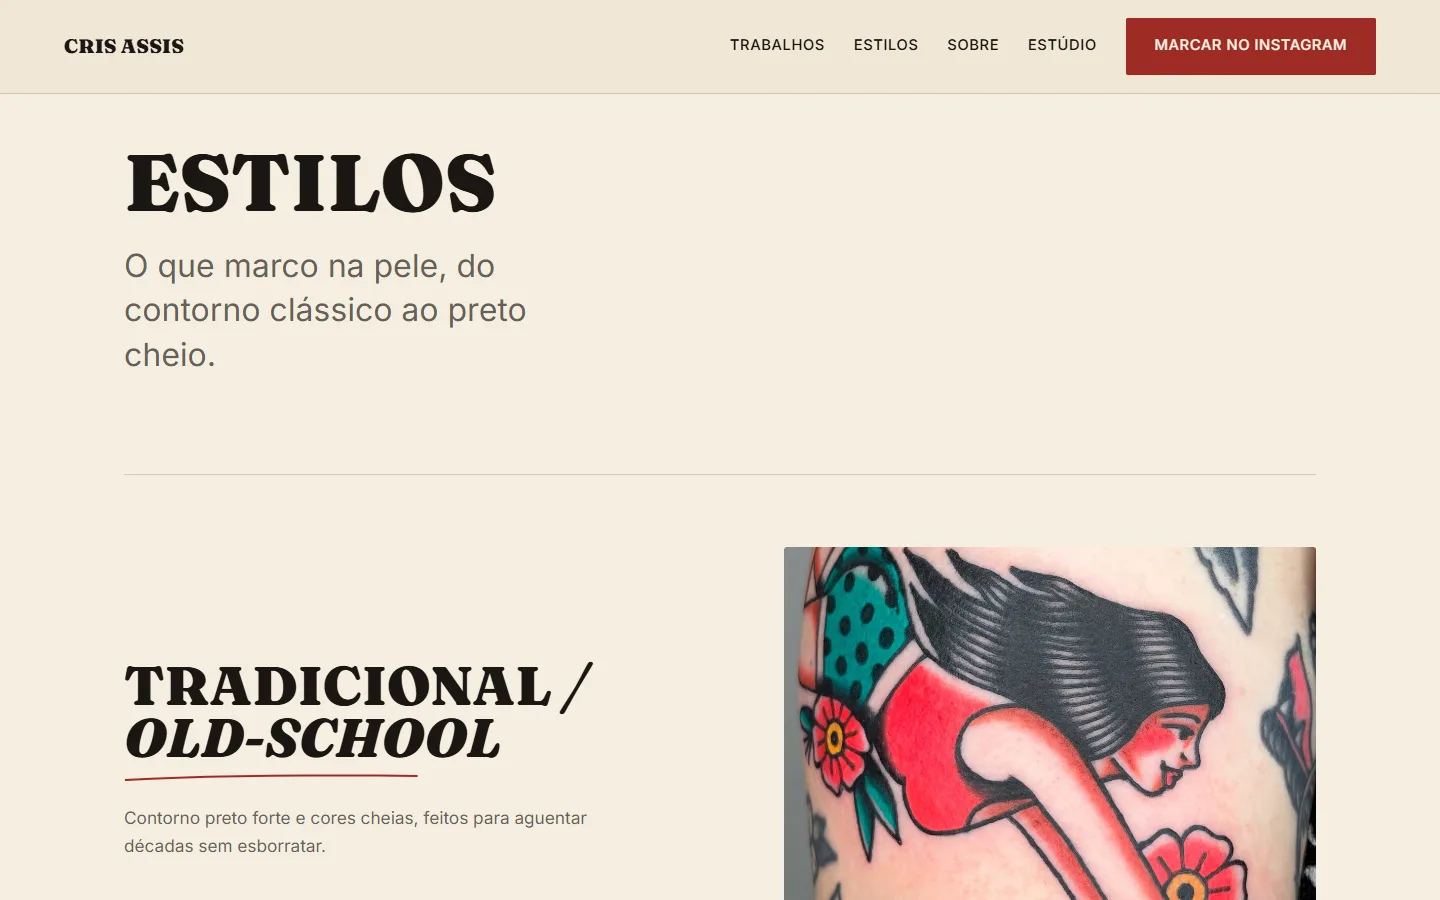 CRIS ASSIS
TRABALHOS
ESTILOS
SOBRE
ESTÚDIO
MARCAR NO INSTAGRAM
ESTILOS
O que marco na pele, do
contorno clássico ao preto
cheio.
TRADICIONAL /
OLD-SCHOOL
Contorno preto forte e cores cheias, feitos para aguentar
décadas sem esborratar.